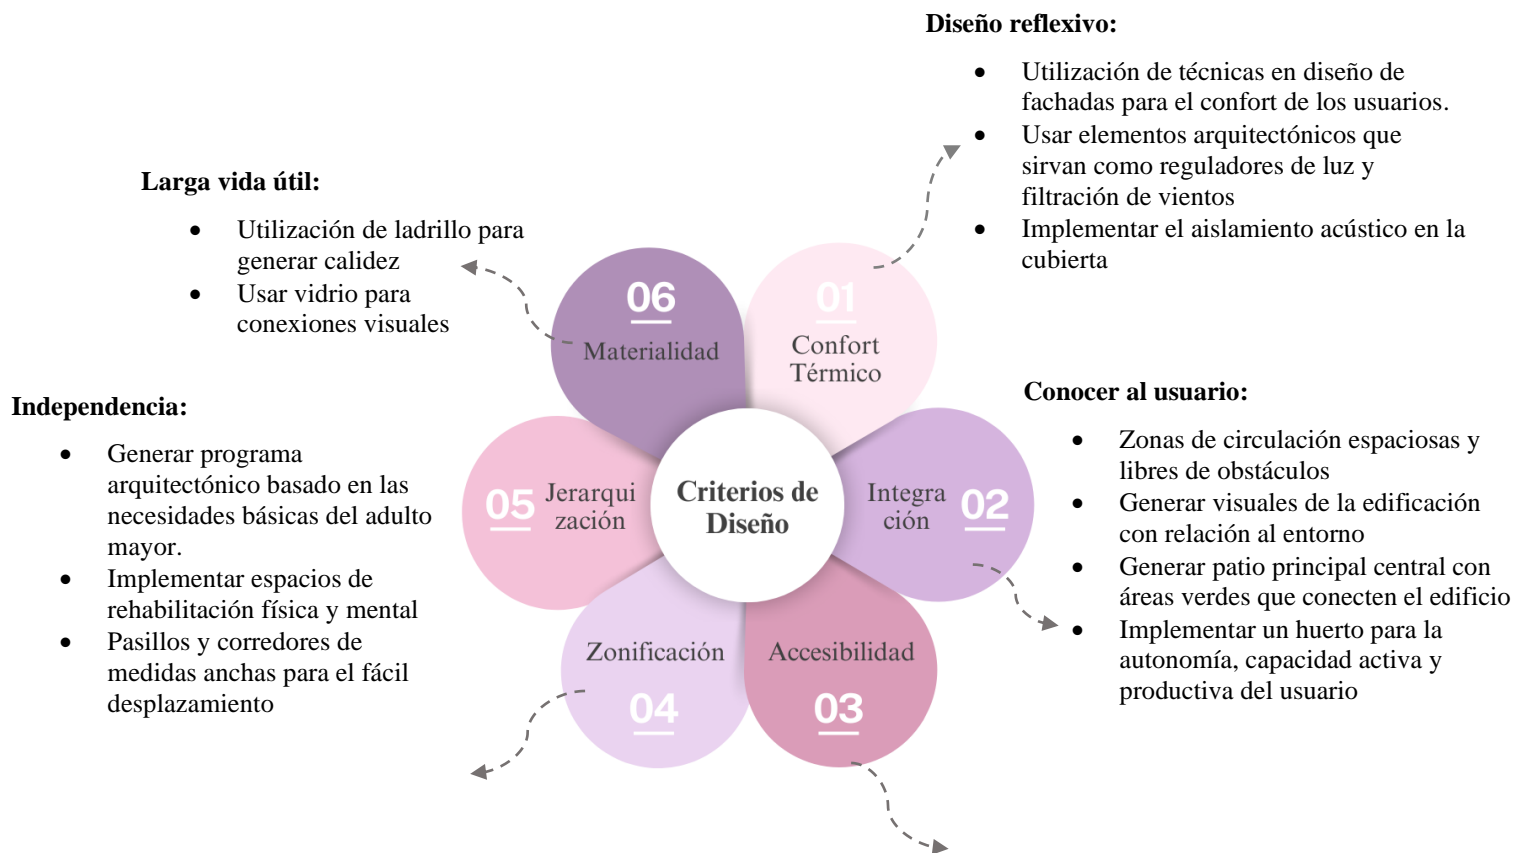 Diseño reflexivo:
• Utilización de técnicas en diseño de
fachadas para el confort de los usuarios.
• Usar elementos arquitectónicos que
sirvan como reguladores de luz y
filtración de vientos
• Implementar el aislamiento acústico en la
cubierta
Larga vida útil:
• Utilización de ladrillo para
generar calidez
• Usar vidrio para
conexiones visuales
Independencia:
• Generar programa
arquitectónico basado en las
necesidades básicas del adulto
mayor.
• Implementar espacios de
rehabilitación física y mental
• Pasillos y corredores de
medidas anchas para el fácil
desplazamiento
Conocer al usuario:
• Zonas de circulación espaciosas y
libres de obstáculos
• Generar visuales de la edificación
con relación al entorno
• Generar patio principal central con
áreas verdes que conecten el edificio
• Implementar un huerto para la
autonomía, capacidad activa y
productiva del usuario
Criterios de
Diseño
01
Confort
Térmico
Integra
ción
02
Accesibilidad
03
Zonificación
04
05
Jerarqui
zación
06
Materialidad